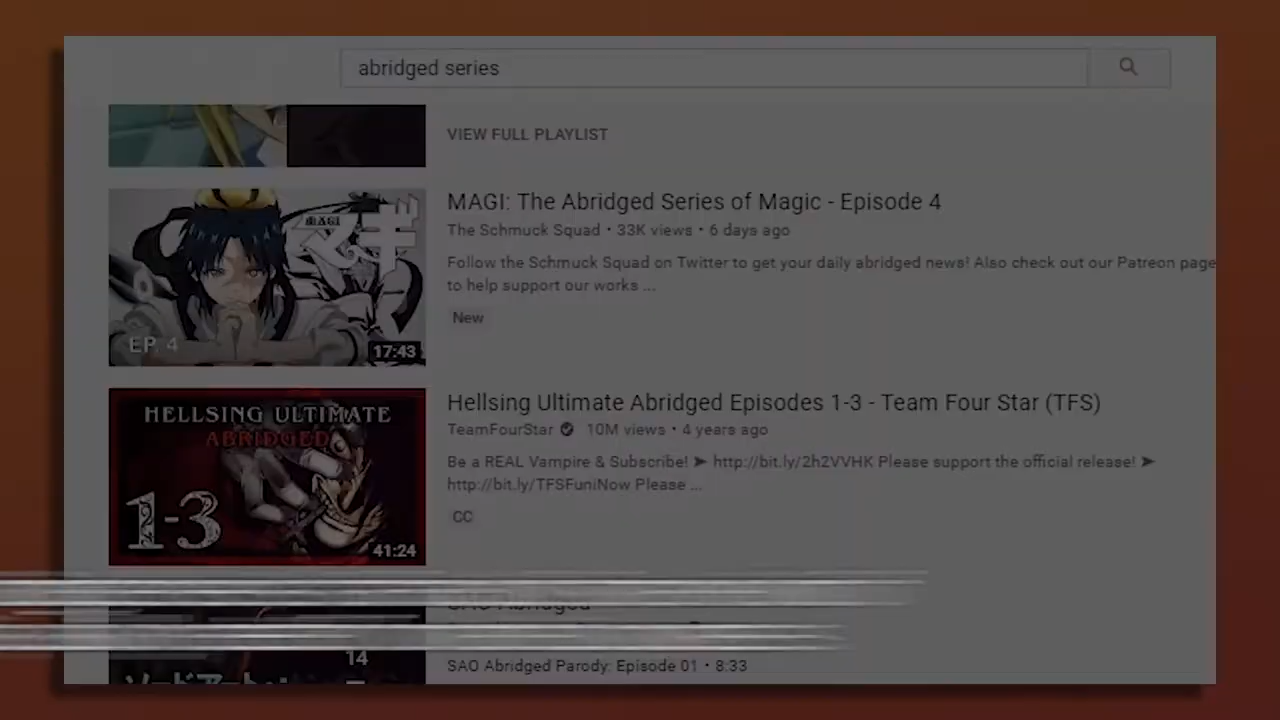 abridged series
VIEW FULL PLAYLIST
MAGI
マギ
EP. 4
17:43
MAGI: The Abridged Series of Magic - Episode 4
The Schmuck Squad • 33K views • 6 days ago
Follow the Schmuck Squad on Twitter to get your daily abridged news! Also check out our Patreon page
to help support our works ...
New
HELLSING ULTIMATE
ABRIDGED
1-3
41:24
Hellsing Ultimate Abridged Episodes 1-3 - Team Four Star (TFS)
TeamFourStar 10M views • 4 years ago
Be a REAL Vampire & Subscribe! ➤ http://bit.ly/2h2VVHK Please support the official release! ➤
http://bit.ly/TFSFuniNow Please ...
CC
SAO Abridged
14
SAO Abridged Parody: Episode 01 • 8:33